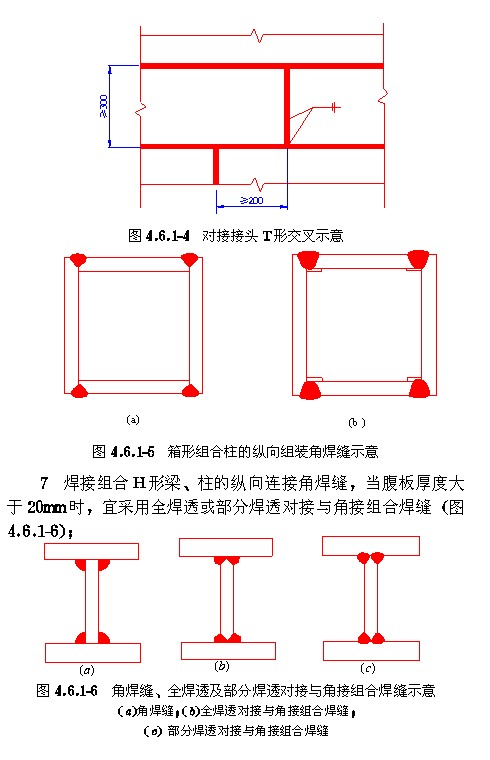 ≥300
≥200
图 4.6.1-4 对接接头 T 形交叉示意
(a)
(b)
图 4.6.1-5 箱形组合柱的纵向组装角焊缝示意
7 焊接组合 H 形梁、柱的纵向连接角焊缝，当腹板厚度大
于 20mm 时，宜采用全焊透或部分焊透对接与角接组合焊缝（图
4.6.1-6）；
(a)
(b)
(c)
图 4.6.1-6 角焊缝、全焊透及部分焊透对接与角接组合焊缝示意
(a)角焊缝；(b)全焊透对接与角接组合焊缝；
(c) 部分焊透对接与角接组合焊缝